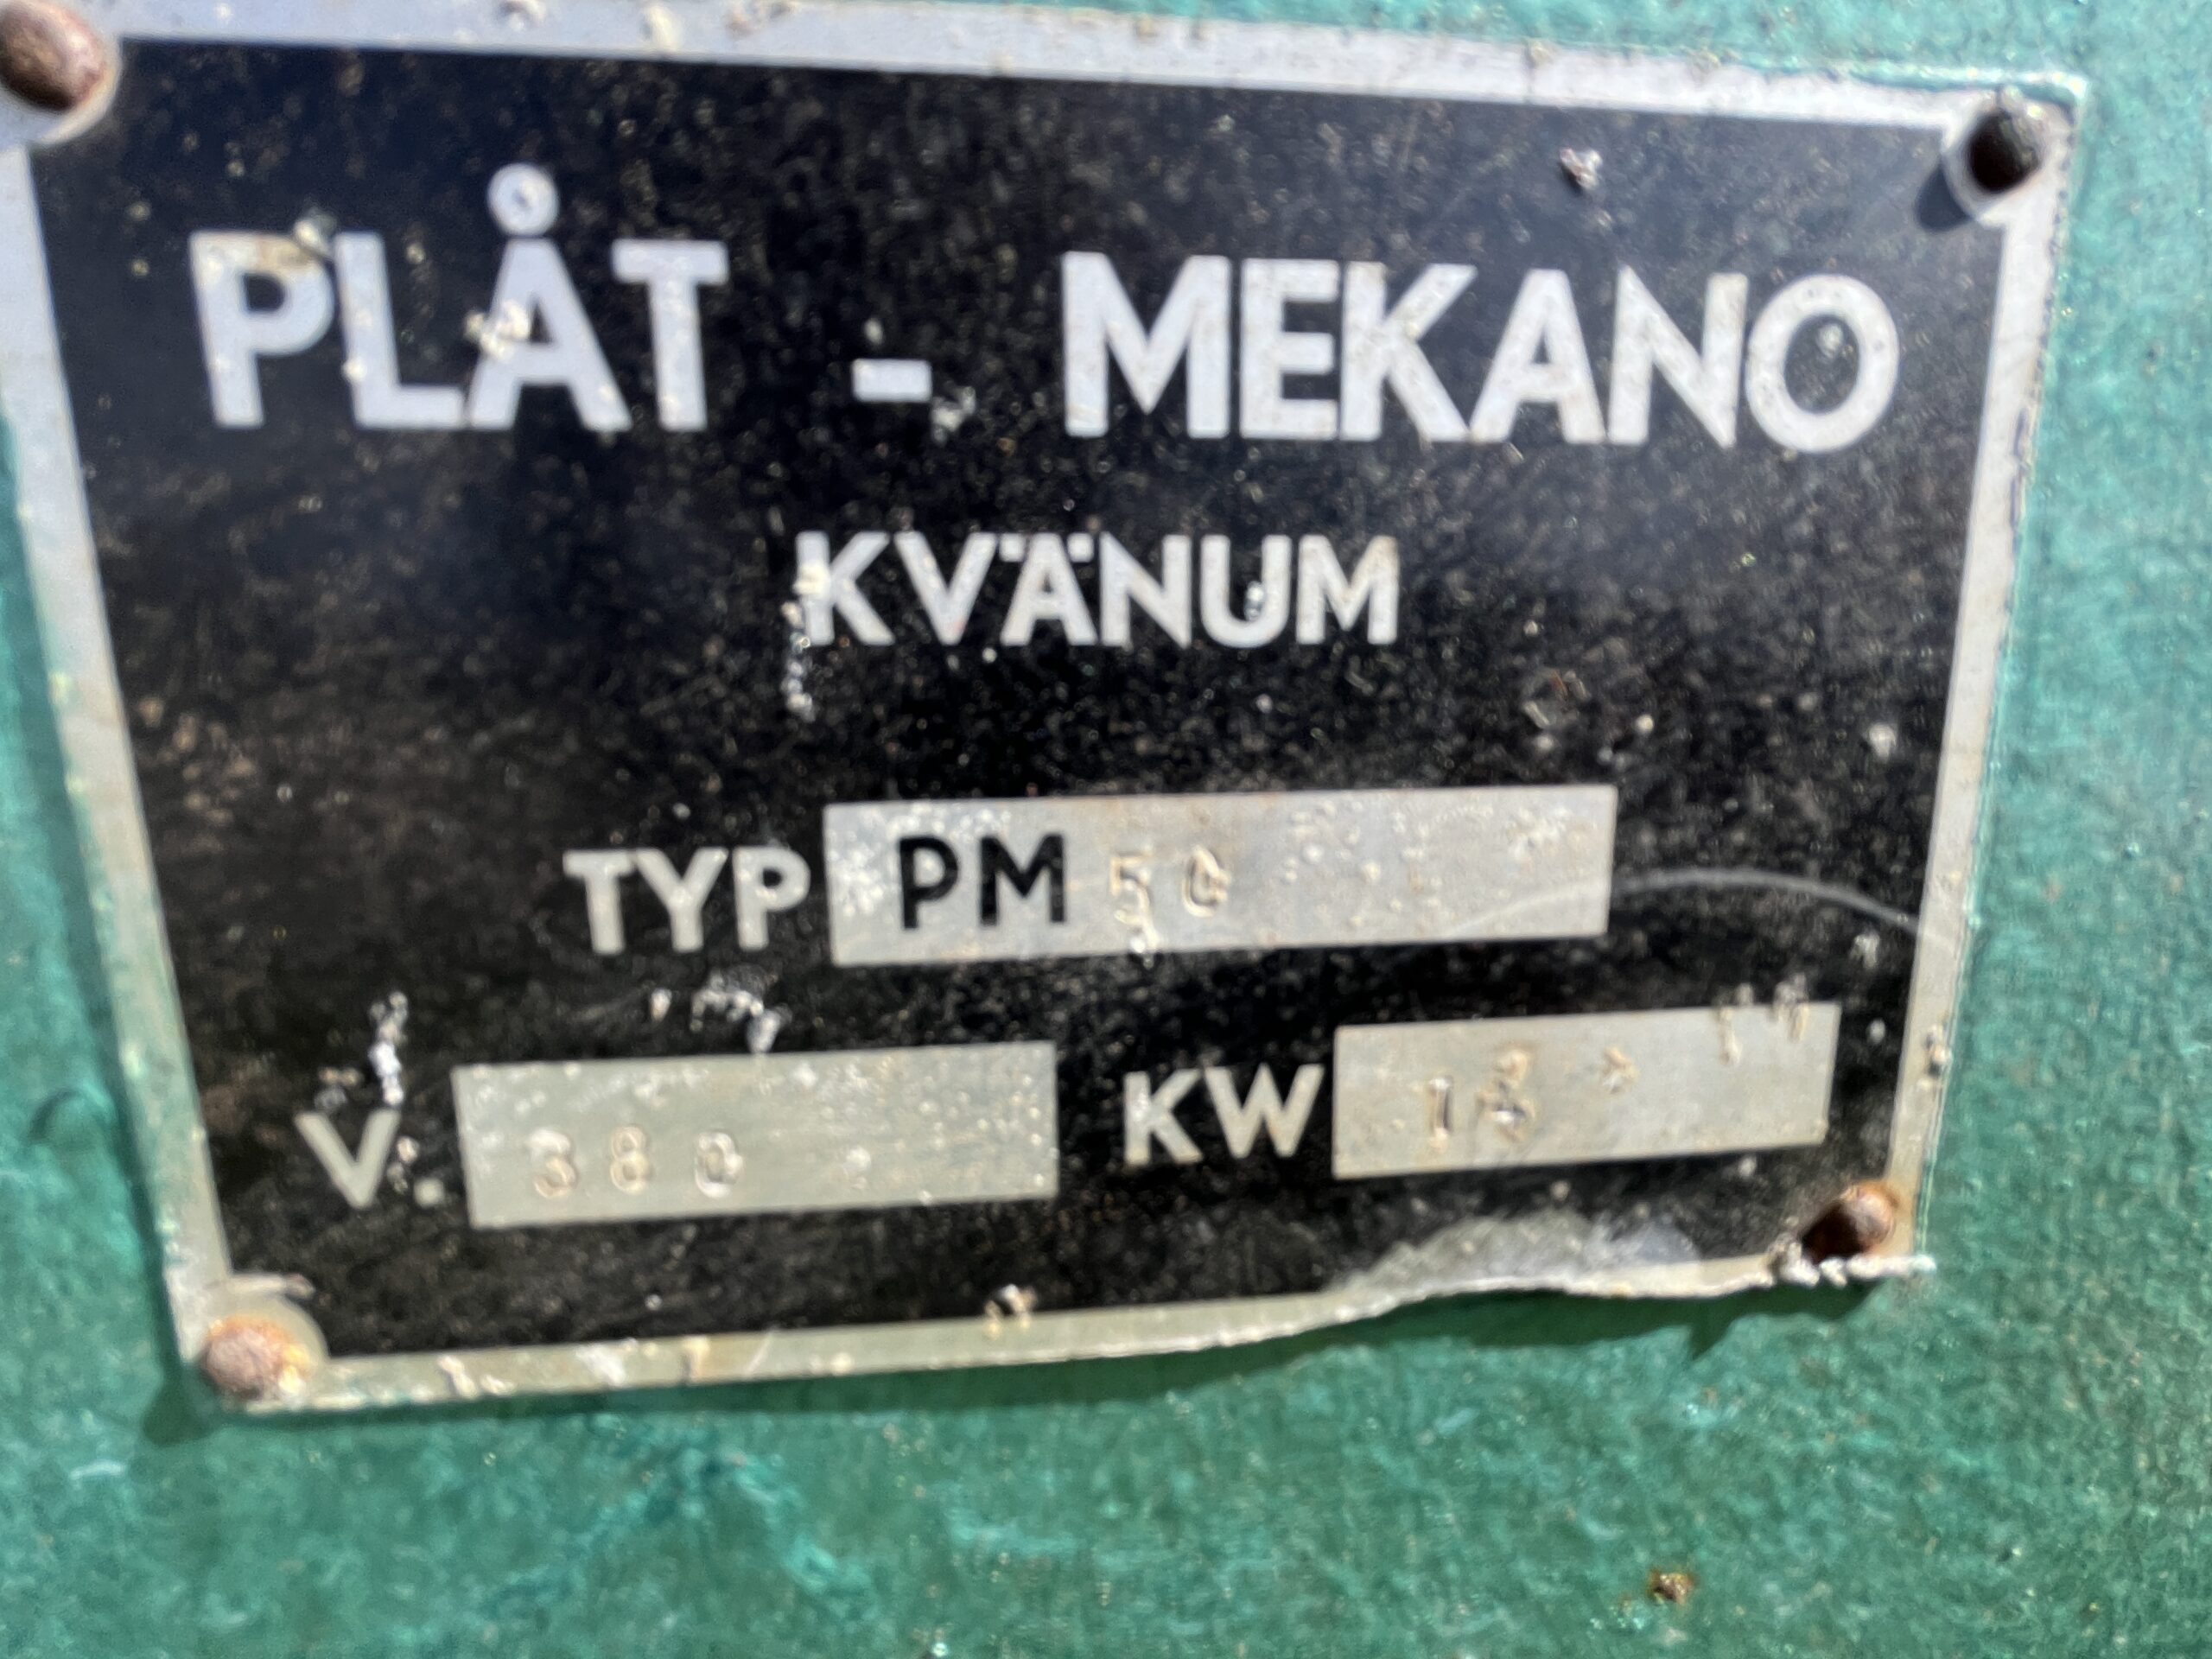 PLÅT - MEKANO
KVÄNUM
TYP PM 50
V. 380 KW